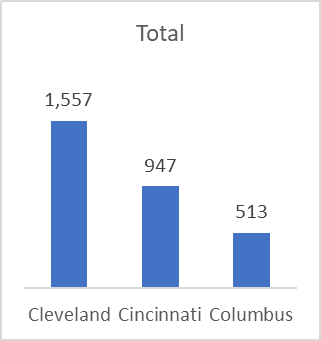 Total
1,557
947
513
Cleveland Cincinnati Columbus